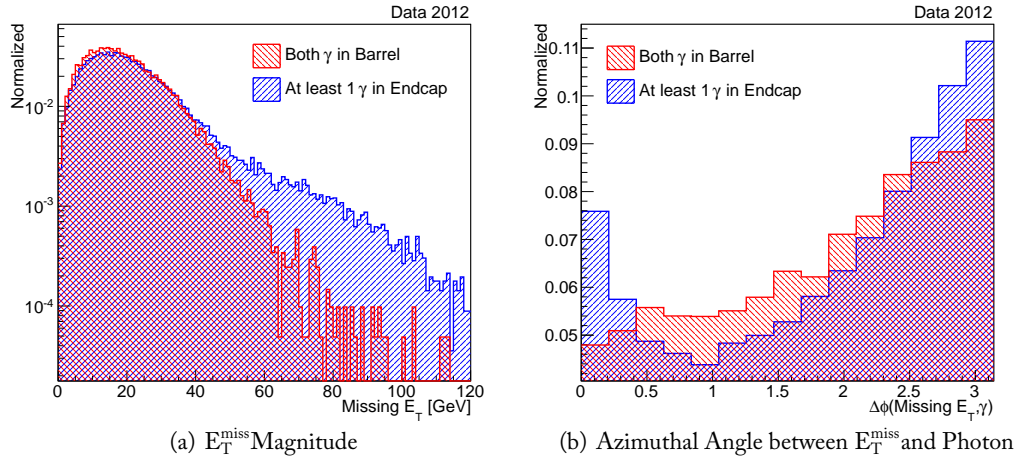 Data 2012
Normalized
Both γ in Barrel
At least 1 γ in Endcap
10⁻²
10⁻³
10⁻⁴
0 20 40 60 80 100 120
Missing E_T [GeV]
(a) E_T^miss Magnitude
Data 2012
Normalized
Both γ in Barrel
At least 1 γ in Endcap
0.11
0.1
0.09
0.08
0.07
0.06
0.05
0 0.5 1 1.5 2 2.5 3
Δϕ(Missing E_T,γ)
(b) Azimuthal Angle between E_T^miss and Photon